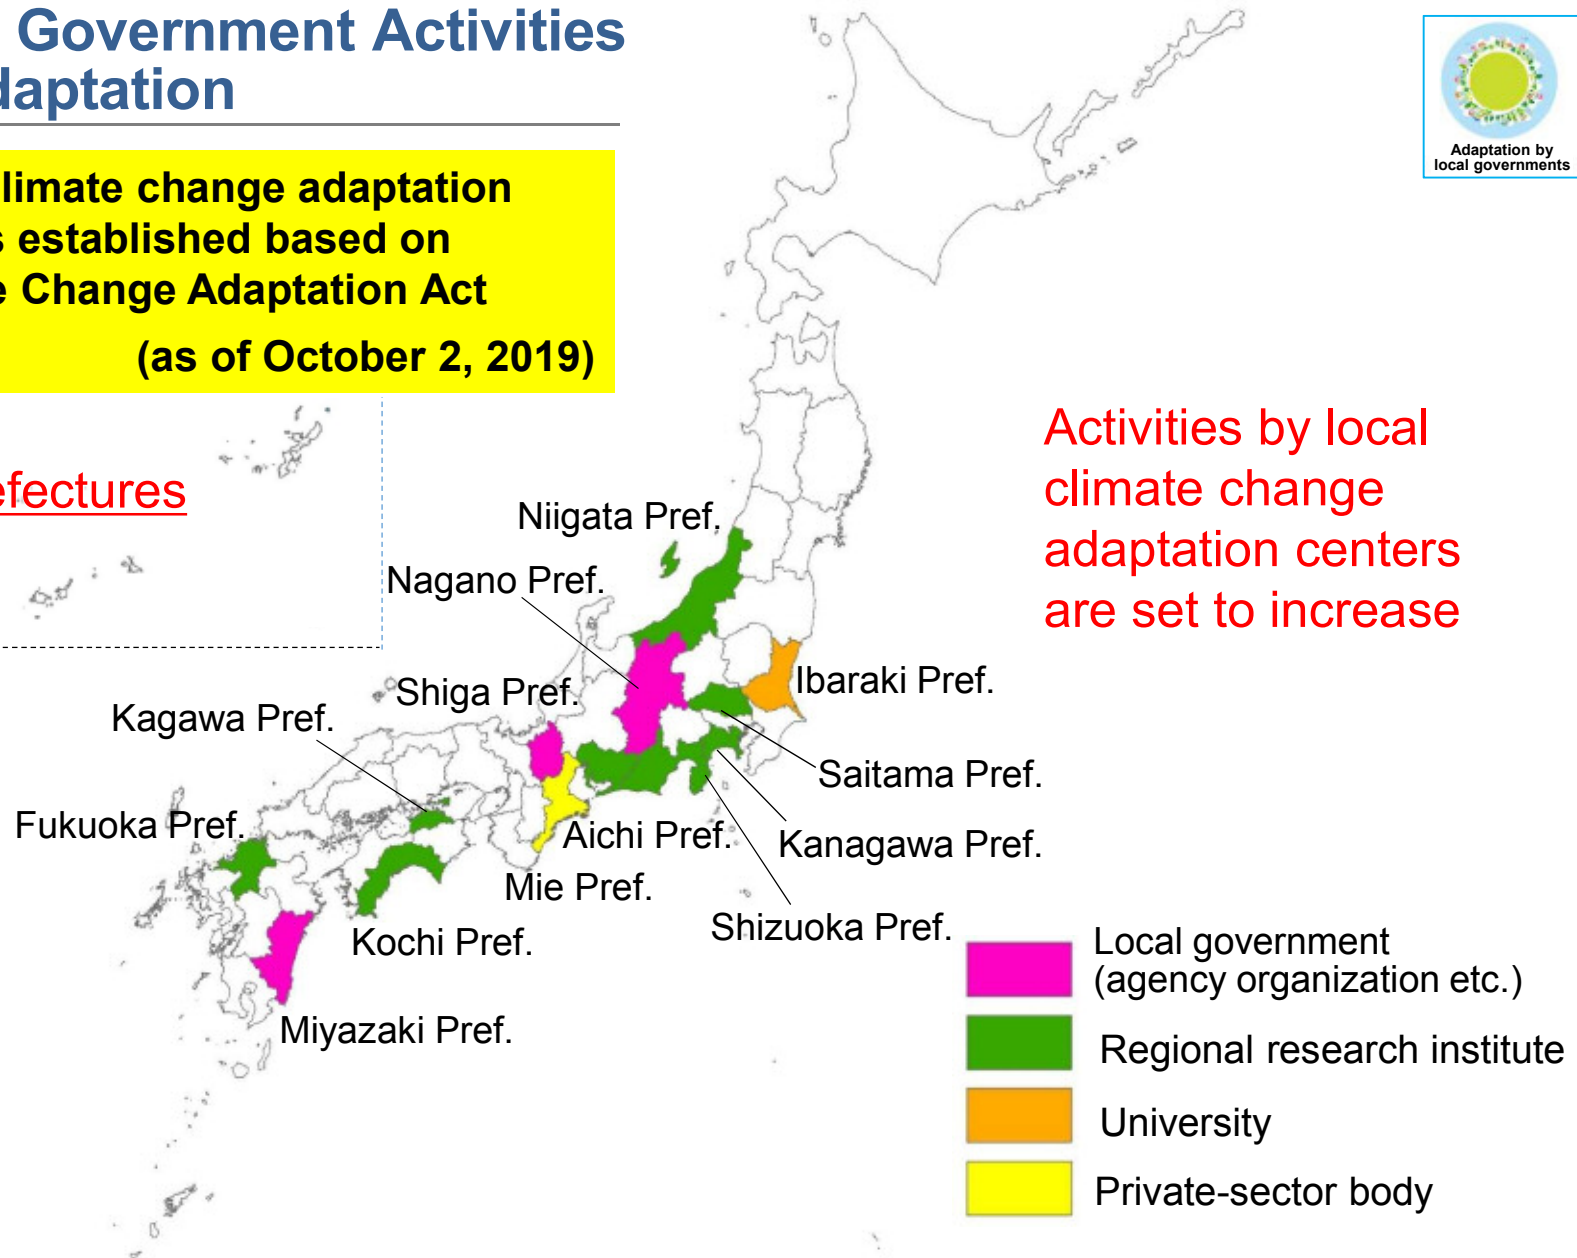 Government Activities
daptation
Adaptation by
local governments
limate change adaptation
s established based on
e Change Adaptation Act
(as of October 2, 2019)
efectures
Activities by local
climate change
adaptation centers
are set to increase
Niigata Pref.
Nagano Pref.
Shiga Pref.
Ibaraki Pref.
Kagawa Pref.
Saitama Pref.
Fukuoka Pref.
Aichi Pref.
Kanagawa Pref.
Mie Pref.
Shizuoka Pref.
Kochi Pref.
Miyazaki Pref.
Local government
(agency organization etc.)
Regional research institute
University
Private-sector body